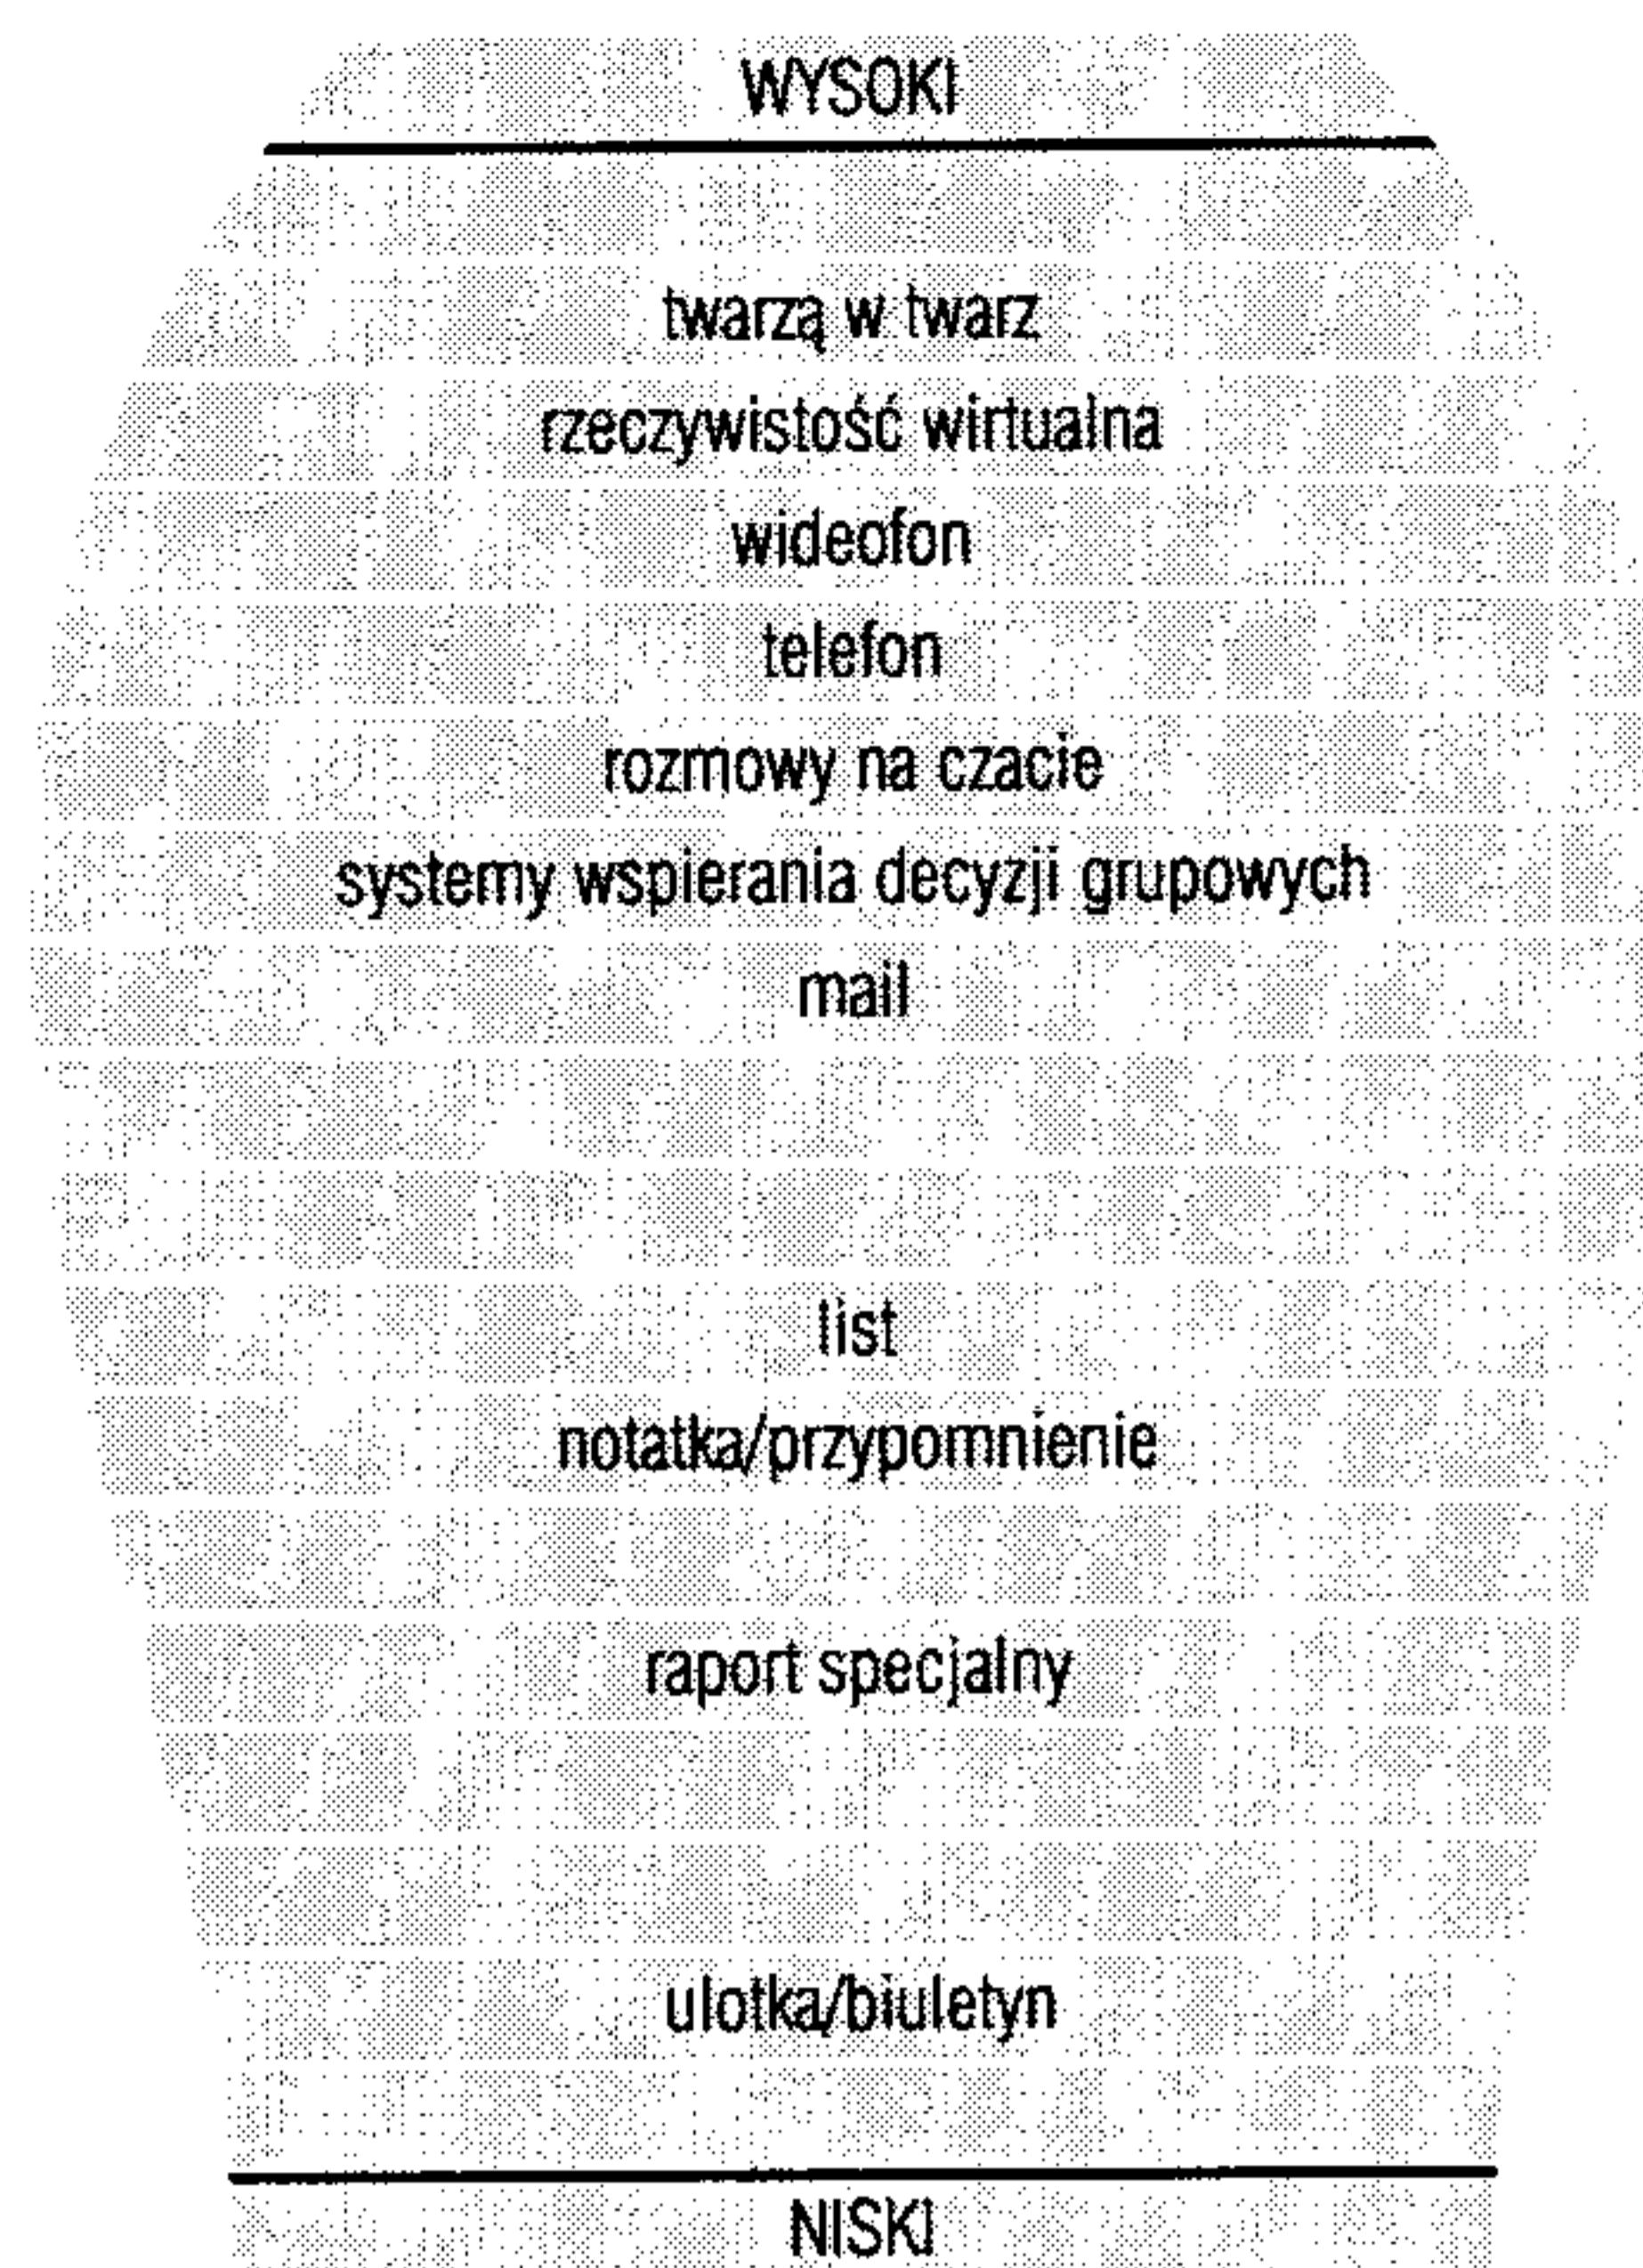 WYSOKI
twarzą w twarz
rzeczywistość wirtualna
wideofon
telefon
rozmowy na czacie
systemy wspierania decyzji grupowych
mail
list
notatka/przypomnienie
raport specjalny
ulotka/biuletyn
NISKI